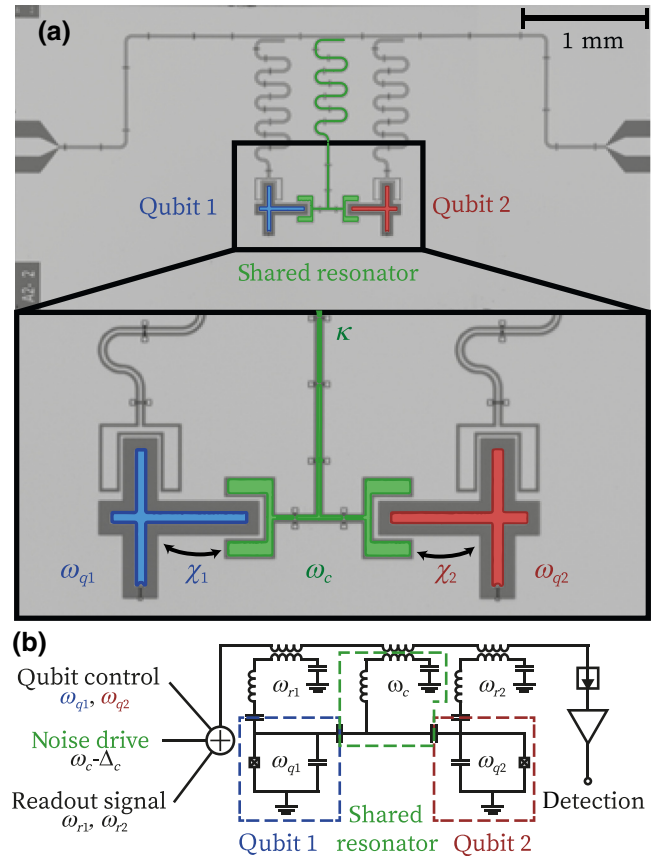 (a)
1 mm
Qubit 1
Qubit 2
Shared resonator
A2- 2
κ
ω_q1
χ_1
ω_c
χ_2
ω_q2
(b)
Qubit control
ω_q1, ω_q2
Noise drive
ω_c-Δ_c
Readout signal
ω_r1, ω_r2
ω_r1
ω_c
ω_r2
ω_q1
ω_q2
Qubit 1
Shared
resonator
Qubit 2
Detection